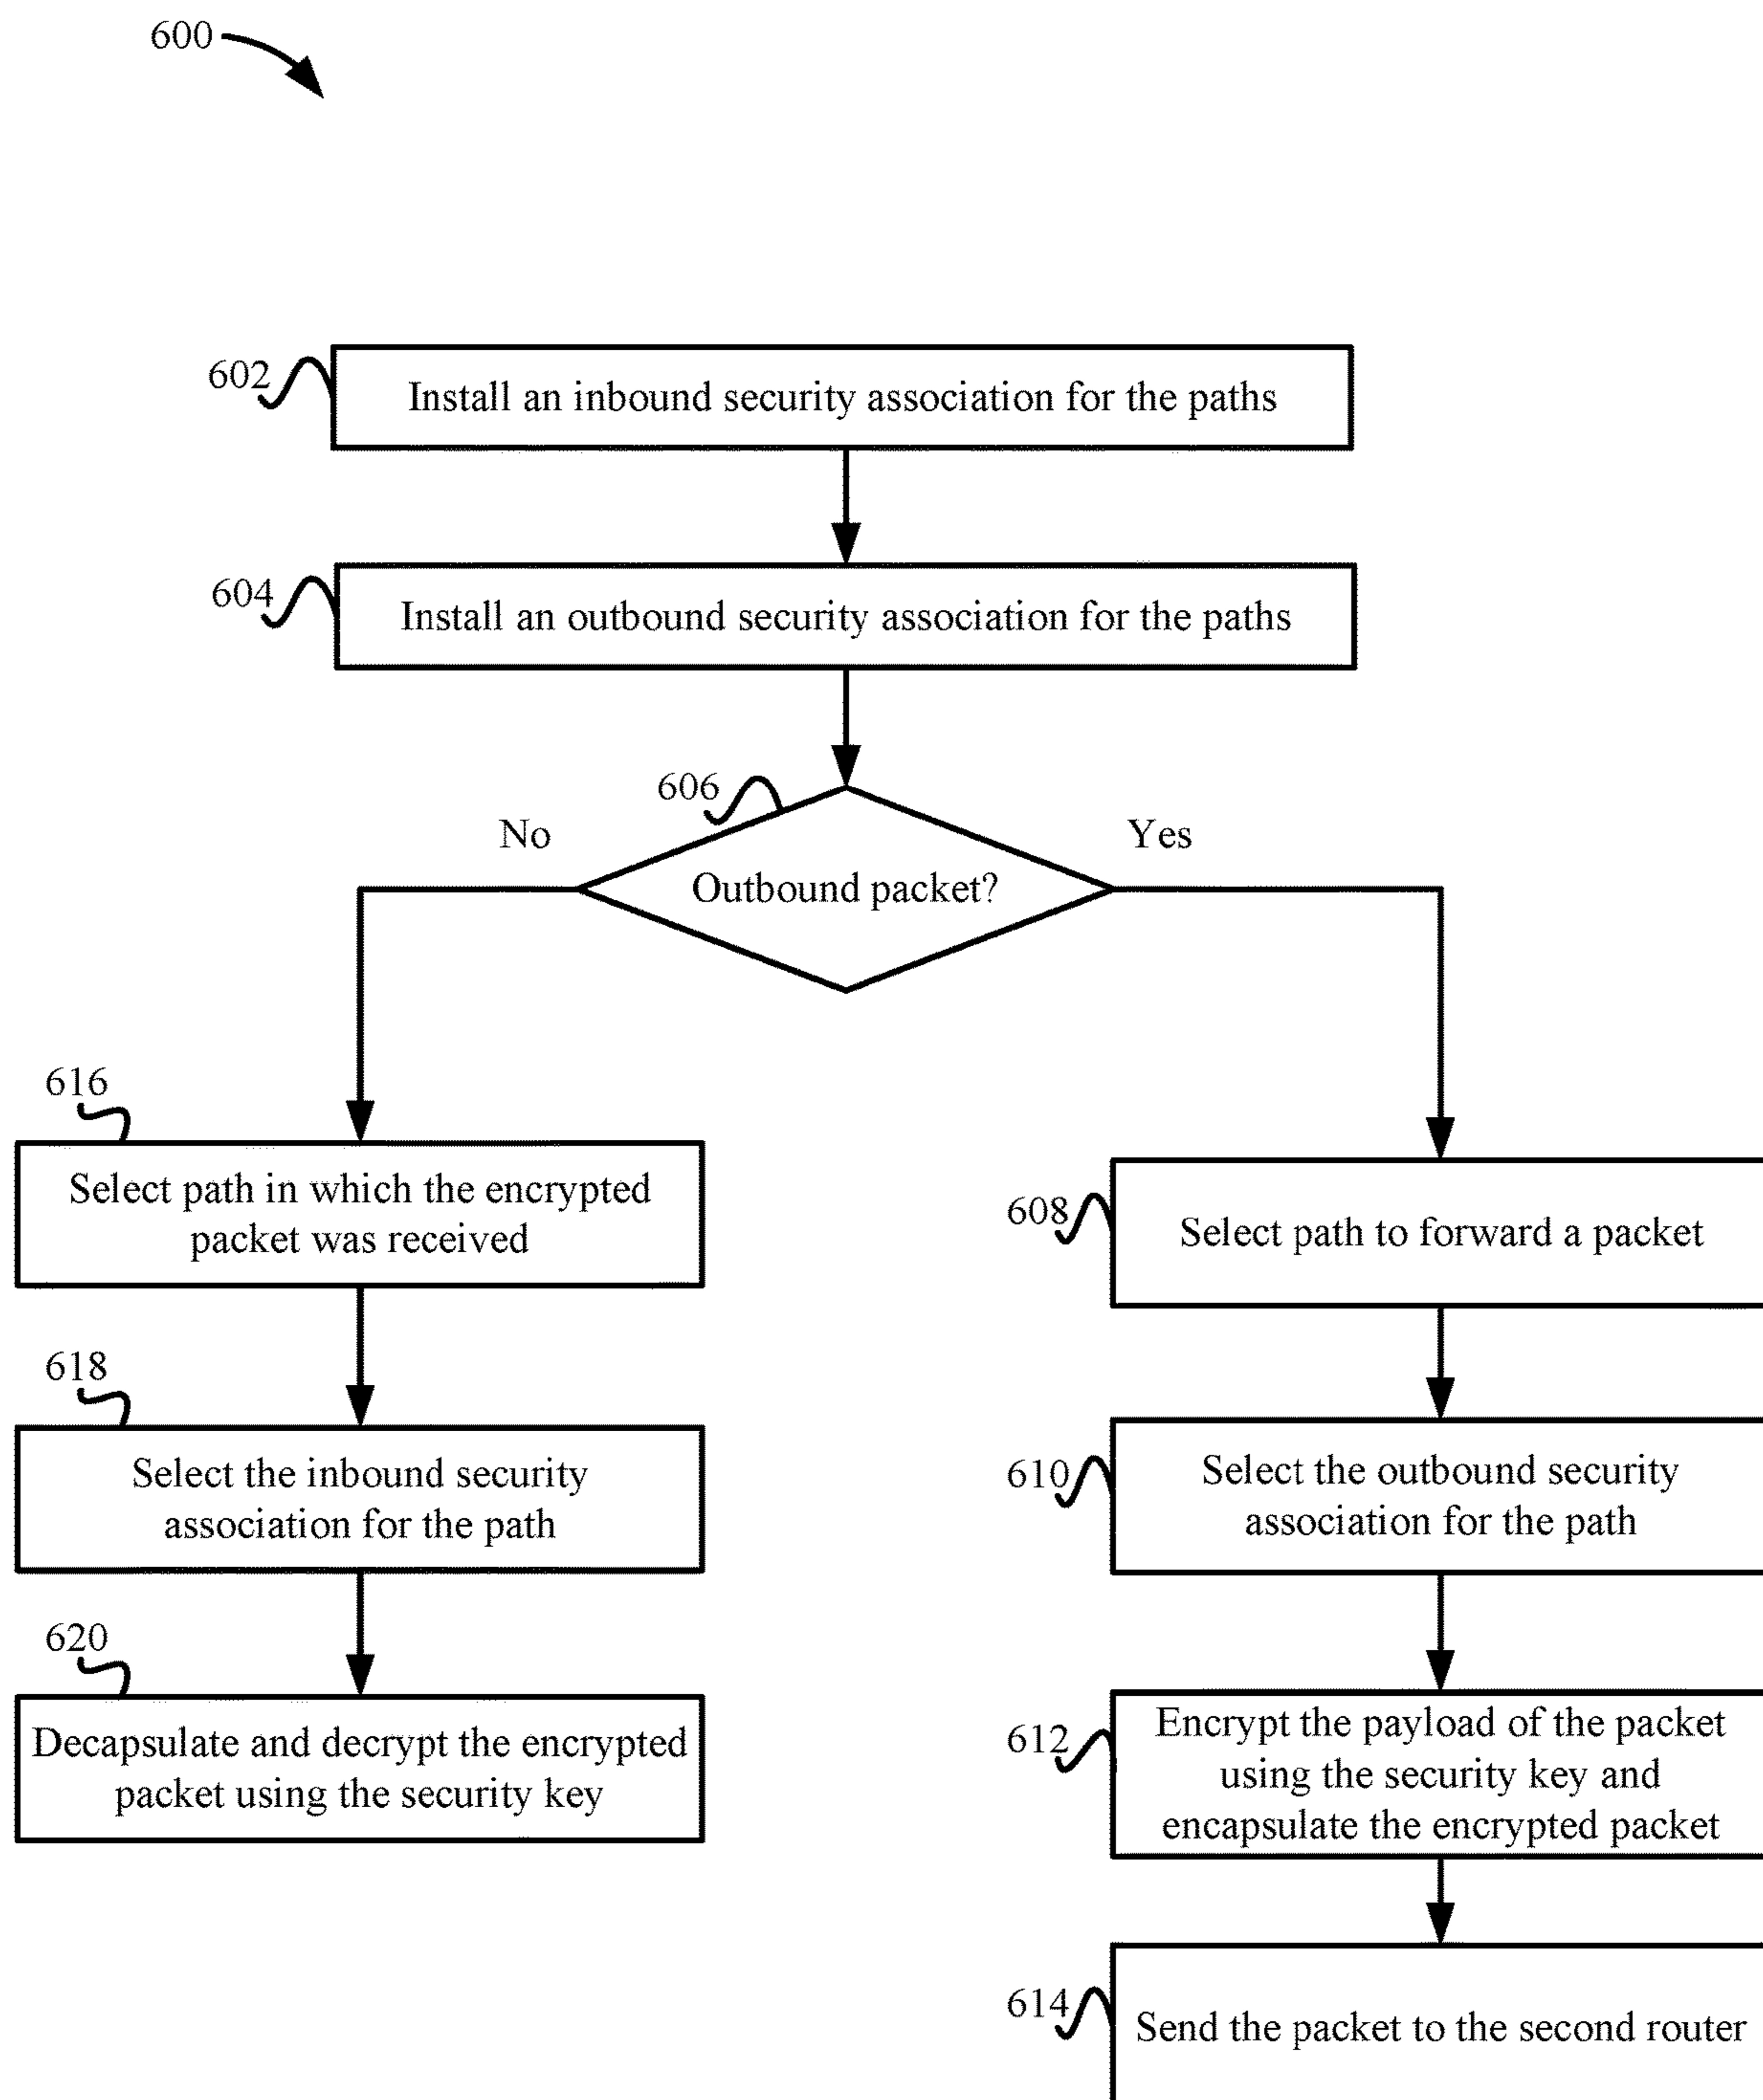 600
602
Install an inbound security association for the paths
604
Install an outbound security association for the paths
606
No
Yes
Outbound packet?
616
Select path in which the encrypted
packet was received
608
Select path to forward a packet
618
Select the inbound security
association for the path
610
Select the outbound security
association for the path
620
Decapsulate and decrypt the encrypted
packet using the security key
612
Encrypt the payload of the packet
using the security key and
encapsulate the encrypted packet
614
Send the packet to the second router